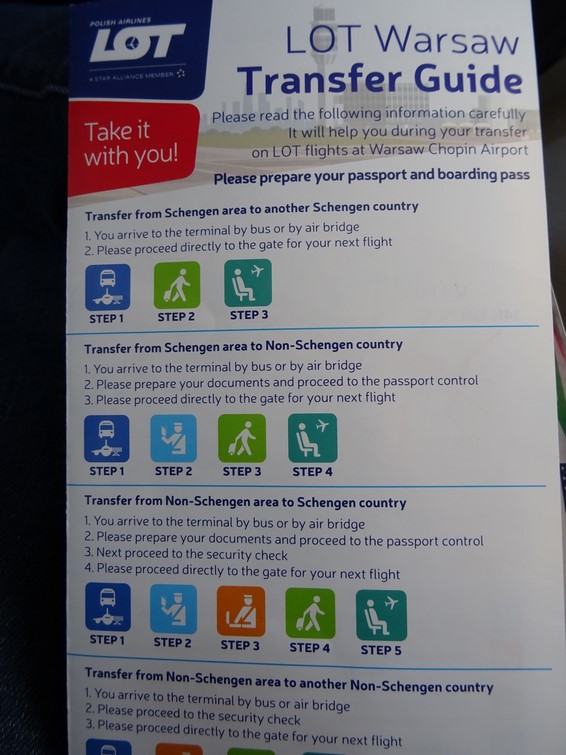 POLISH AIRLINES
LOT
A STAR ALLIANCE MEMBER
LOT Warsaw
Transfer Guide
Take it
with you!
Please read the following information carefully
It will help you during your transfer
on LOT flights at Warsaw Chopin Airport
Please prepare your passport and boarding pass
Transfer from Schengen area to another Schengen country
1. You arrive to the terminal by bus or by air bridge
2. Please proceed directly to the gate for your next flight
STEP 1 STEP 2 STEP 3
Transfer from Schengen area to Non-Schengen country
1. You arrive to the terminal by bus or by air bridge
2. Please prepare your documents and proceed to the passport control
3. Please proceed directly to the gate for your next flight
STEP 1 STEP 2 STEP 3 STEP 4
Transfer from Non-Schengen area to Schengen country
1. You arrive to the terminal by bus or by air bridge
2. Please prepare your documents and proceed to the passport control
3. Next proceed to the security check
4. Please proceed directly to the gate for your next flight
STEP 1 STEP 2 STEP 3 STEP 4 STEP 5
Transfer from Non-Schengen area to another Non-Schengen country
1. You arrive to the terminal by bus or by air bridge
2. Please proceed to the security check
3. Please proceed directly to the gate for your next flight